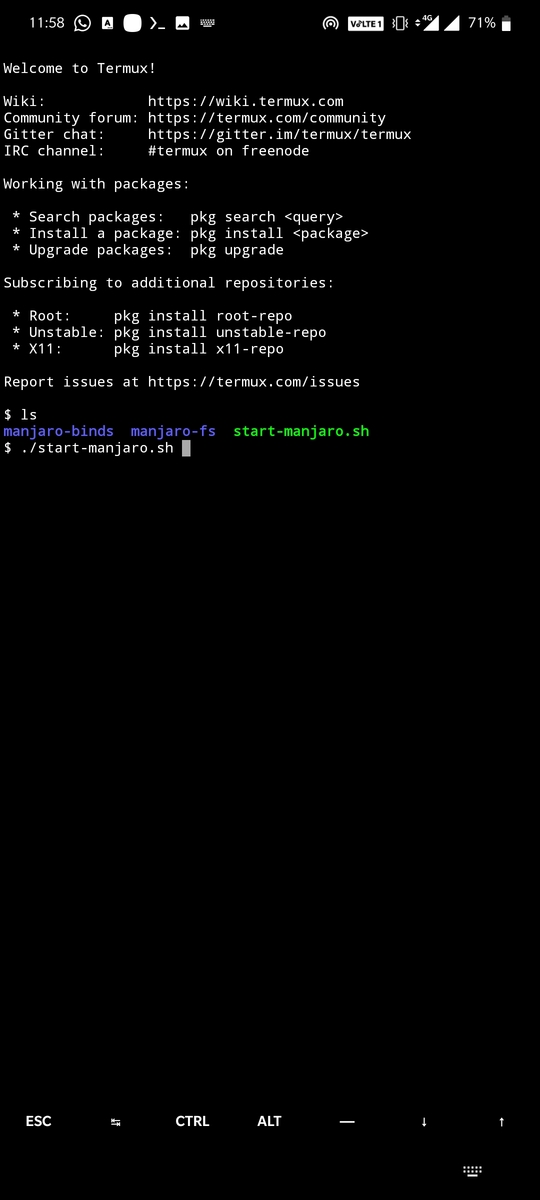 11:58 A VoLTE 1 4G 71%
Welcome to Termux!
Wiki: https://wiki.termux.com
Community forum: https://termux.com/community
Gitter chat: https://gitter.im/termux/termux
IRC channel: #termux on freenode
Working with packages:
* Search packages: pkg search <query>
* Install a package: pkg install <package>
* Upgrade packages: pkg upgrade
Subscribing to additional repositories:
* Root: pkg install root-repo
* Unstable: pkg install unstable-repo
* X11: pkg install x11-repo
Report issues at https://termux.com/issues
$ ls
manjaro-binds manjaro-fs start-manjaro.sh
$ ./start-manjaro.sh
ESC CTRL ALT — ↓ ↑